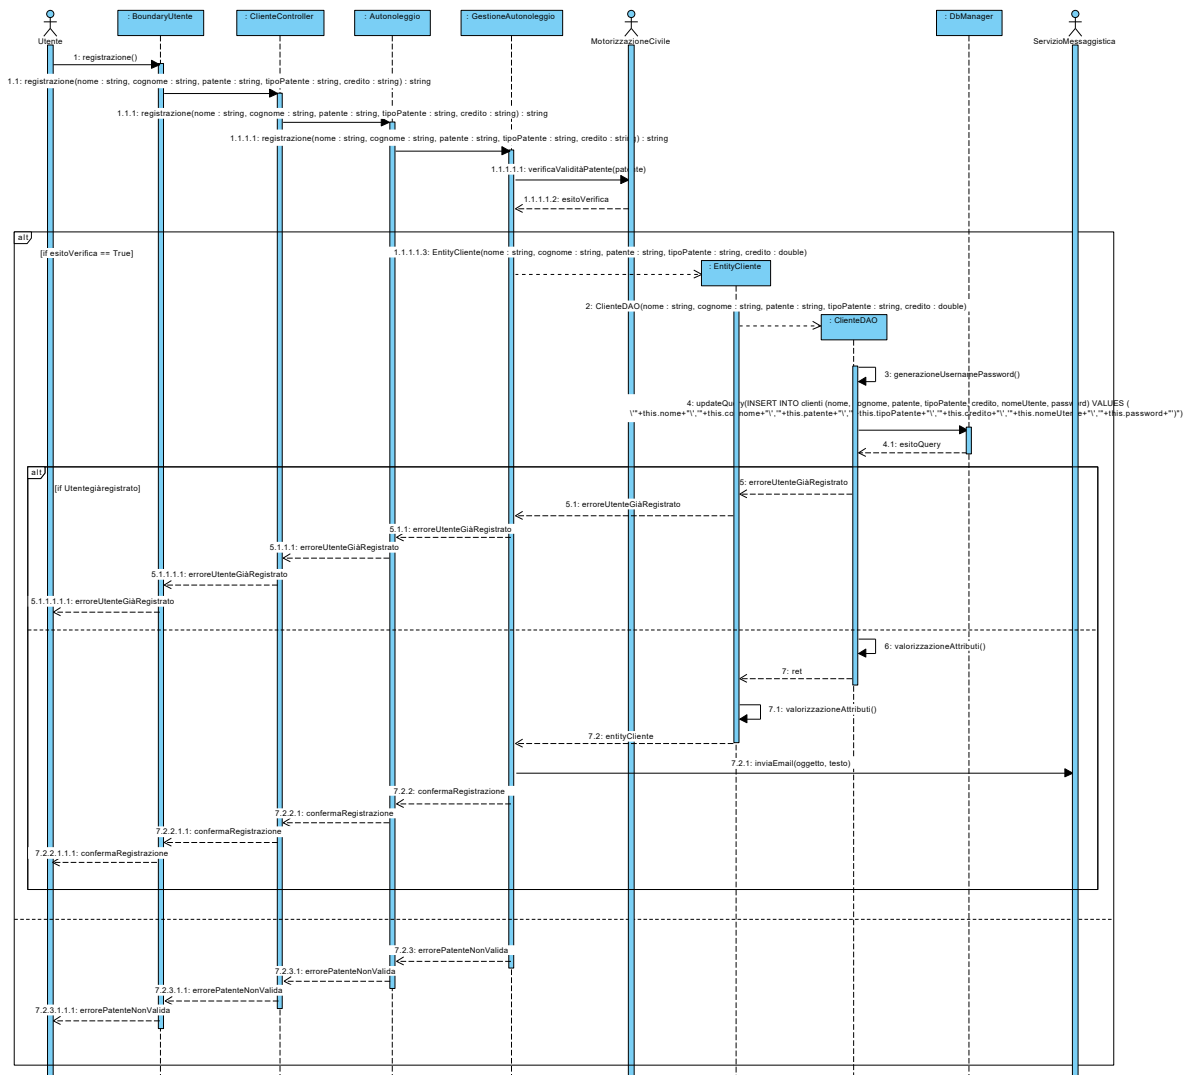 : BoundaryUtente
: ClienteController
: Autonoleggio
: GestioneAutonoleggio
: DbManager
Utente
MotorizzazioneCivile
ServizioMessaggistica
1: registrazione()
1.1: registrazione(nome : string, cognome : string, patente : string, tipoPatente : string, credito : string) : string
1.1.1: registrazione(nome : string, cognome : string, patente : string, tipoPatente : string, credito : string) : string
1.1.1.1: registrazione(nome : string, cognome : string, patente : string, tipoPatente : string, credito : string) : string
1.1.1.1.1: verificaValiditàPatente(patente)
1.1.1.1.2: esitoVerifica
alt
[if esitoVerifica == True]
1.1.1.1.3: EntityCliente(nome : string, cognome : string, patente : string, tipoPatente : string, credito : double)
: EntityCliente
2: ClienteDAO(nome : string, cognome : string, patente : string, tipoPatente : string, credito : double)
: ClienteDAO
3: generazioneUsernamePassword()
4: updateQuery(INSERT INTO clienti (nome, cognome, patente, tipoPatente, credito, nomeUtente, password) VALUES (
\'"+this.nome+"\','"+this.cognome+"\','"+this.patente+"\','"+this.tipoPatente+"\','"+this.credito+"\','"+this.nomeUtente+"\','"+this.password+"')")
4.1: esitoQuery
alt
[if Utentegiàregistrato]
5: erroreUtenteGiàRegistrato
5.1: erroreUtenteGiàRegistrato
5.1.1: erroreUtenteGiàRegistrato
5.1.1.1: erroreUtenteGiàRegistrato
5.1.1.1.1: erroreUtenteGiàRegistrato
5.1.1.1.1.1: erroreUtenteGiàRegistrato
6: valorizzazioneAttributi()
7: ret
7.1: valorizzazioneAttributi()
7.2: entityCliente
7.2.1: inviaEmail(oggetto, testo)
7.2.2: confermaRegistrazione
7.2.2.1: confermaRegistrazione
7.2.2.1.1: confermaRegistrazione
7.2.2.1.1.1: confermaRegistrazione
7.2.3: errorePatenteNonValida
7.2.3.1: errorePatenteNonValida
7.2.3.1.1: errorePatenteNonValida
7.2.3.1.1.1: errorePatenteNonValida